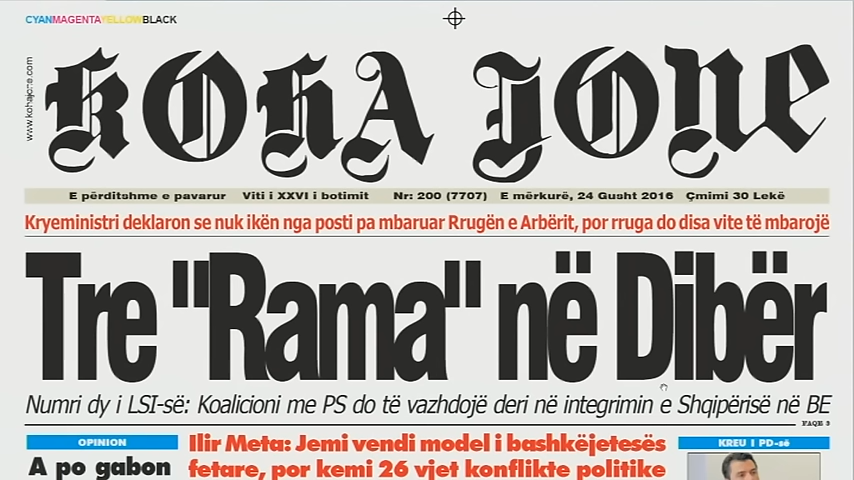 CYANMAGENTAYELLOWBLACK
www.kohajone.com
KOHA JONE
E përditshme e pavarur Viti i XXVI i botimit Nr: 200 (7707) E mërkurë, 24 Gusht 2016 Çmimi 30 Lekë
Kryeministri deklaron se nuk ikën nga posti pa mbaruar Rrugën e Arbërit, por rruga do disa vite të mbarojë
Tre "Rama" në Dibër
Numri dy i LSI-së: Koalicioni me PS do të vazhdojë deri në integrimin e Shqipërisë në BE
FAQE 3
OPINION
A po gabon
Ilir Meta: Jemi vendi model i bashkëjetesës
fetare, por kemi 26 vjet konflikte politike
KREU I PD-së